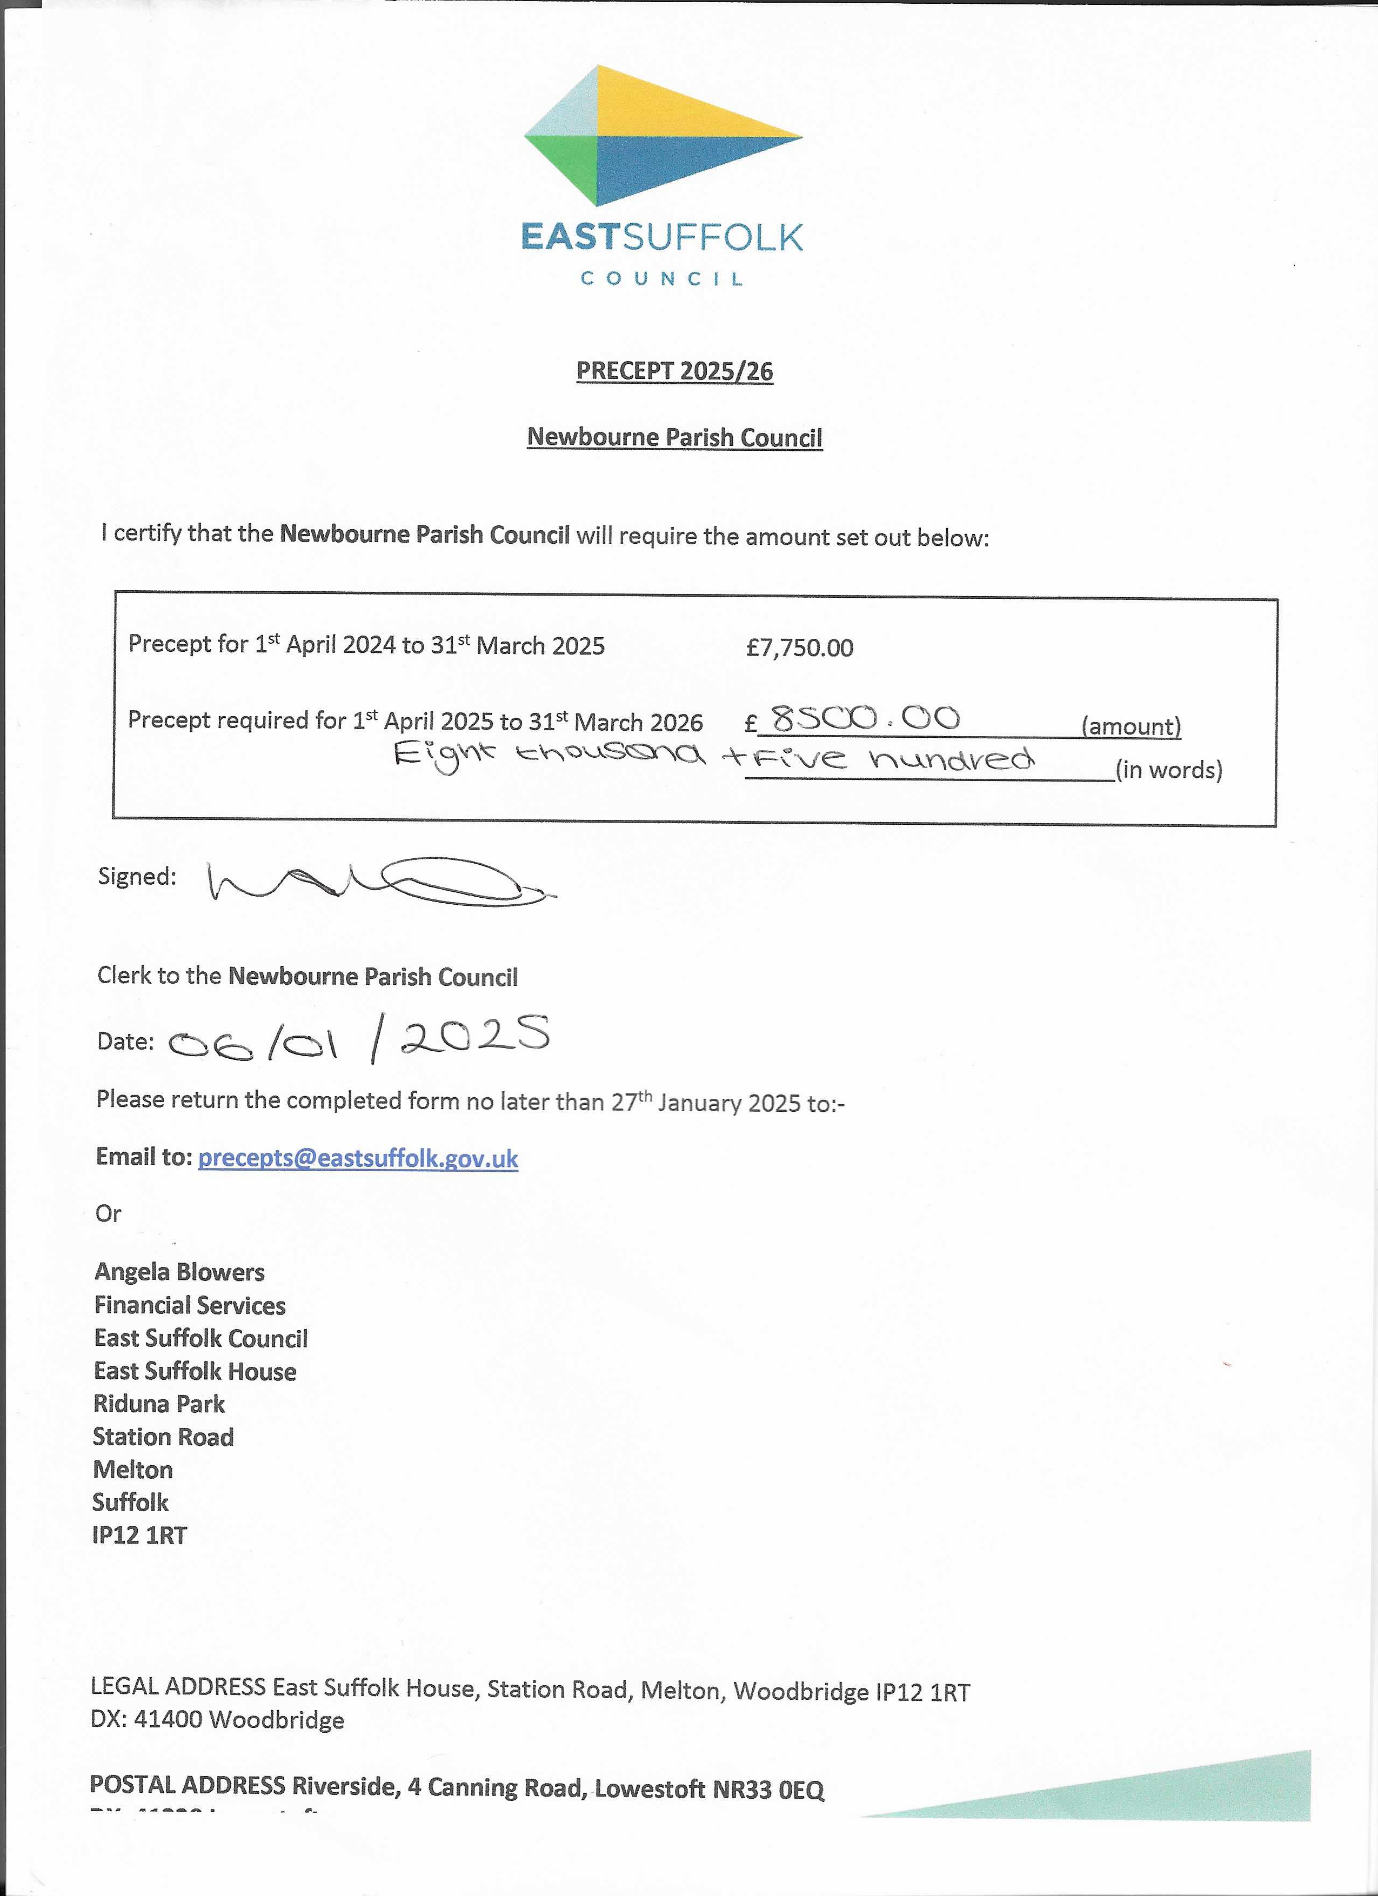 EASTSUFFOLK
COUNCIL
PRECEPT 2025/26
Newbourne Parish Council
I certify that the Newbourne Parish Council will require the amount set out below:
Precept for 1st April 2024 to 31st March 2025 £7,750.00
Precept required for 1st April 2025 to 31st March 2026 £ 8500.00 (amount)
Eight thousand + Five hundred (in words)
Signed:
Clerk to the Newbourne Parish Council
Date: 06/01/2025
Please return the completed form no later than 27th January 2025 to:-
Email to: precepts@eastsuffolk.gov.uk
Or
Angela Blowers
Financial Services
East Suffolk Council
East Suffolk House
Riduna Park
Station Road
Melton
Suffolk
IP12 1RT
LEGAL ADDRESS East Suffolk House, Station Road, Melton, Woodbridge IP12 1RT
DX: 41400 Woodbridge
POSTAL ADDRESS Riverside, 4 Canning Road, Lowestoft NR33 0EQ